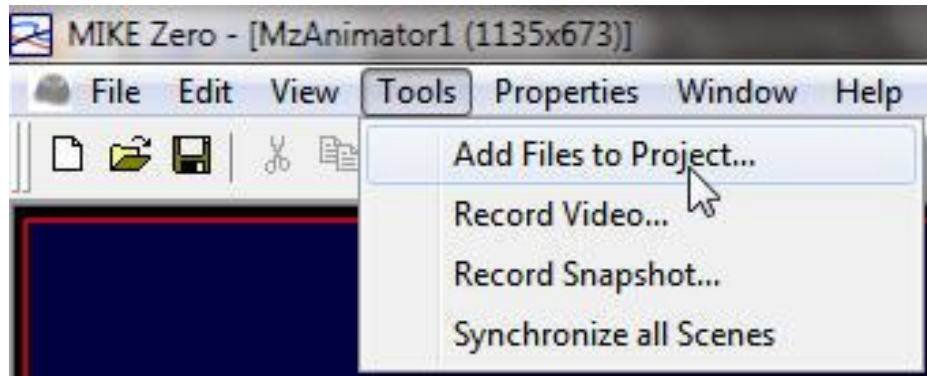 MIKE Zero - [MzAnimator1 (1135x673)]
File Edit View Tools Properties Window Help
Add Files to Project...
Record Video...
Record Snapshot...
Synchronize all Scenes